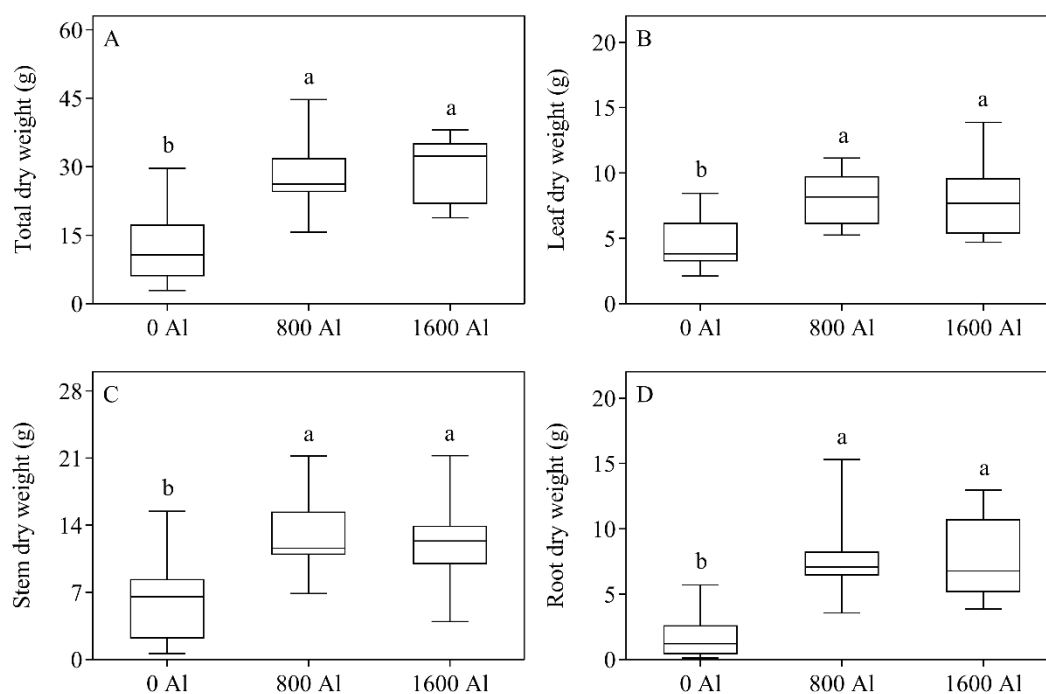 A
Total dry weight (g)
60
45
30
15
0
b
a
a
0 Al
800 Al
1600 Al
B
Leaf dry weight (g)
20
15
10
5
0
b
a
a
0 Al
800 Al
1600 Al
C
Stem dry weight (g)
28
21
14
7
0
b
a
a
0 Al
800 Al
1600 Al
D
Root dry weight (g)
20
15
10
5
0
b
a
a
0 Al
800 Al
1600 Al